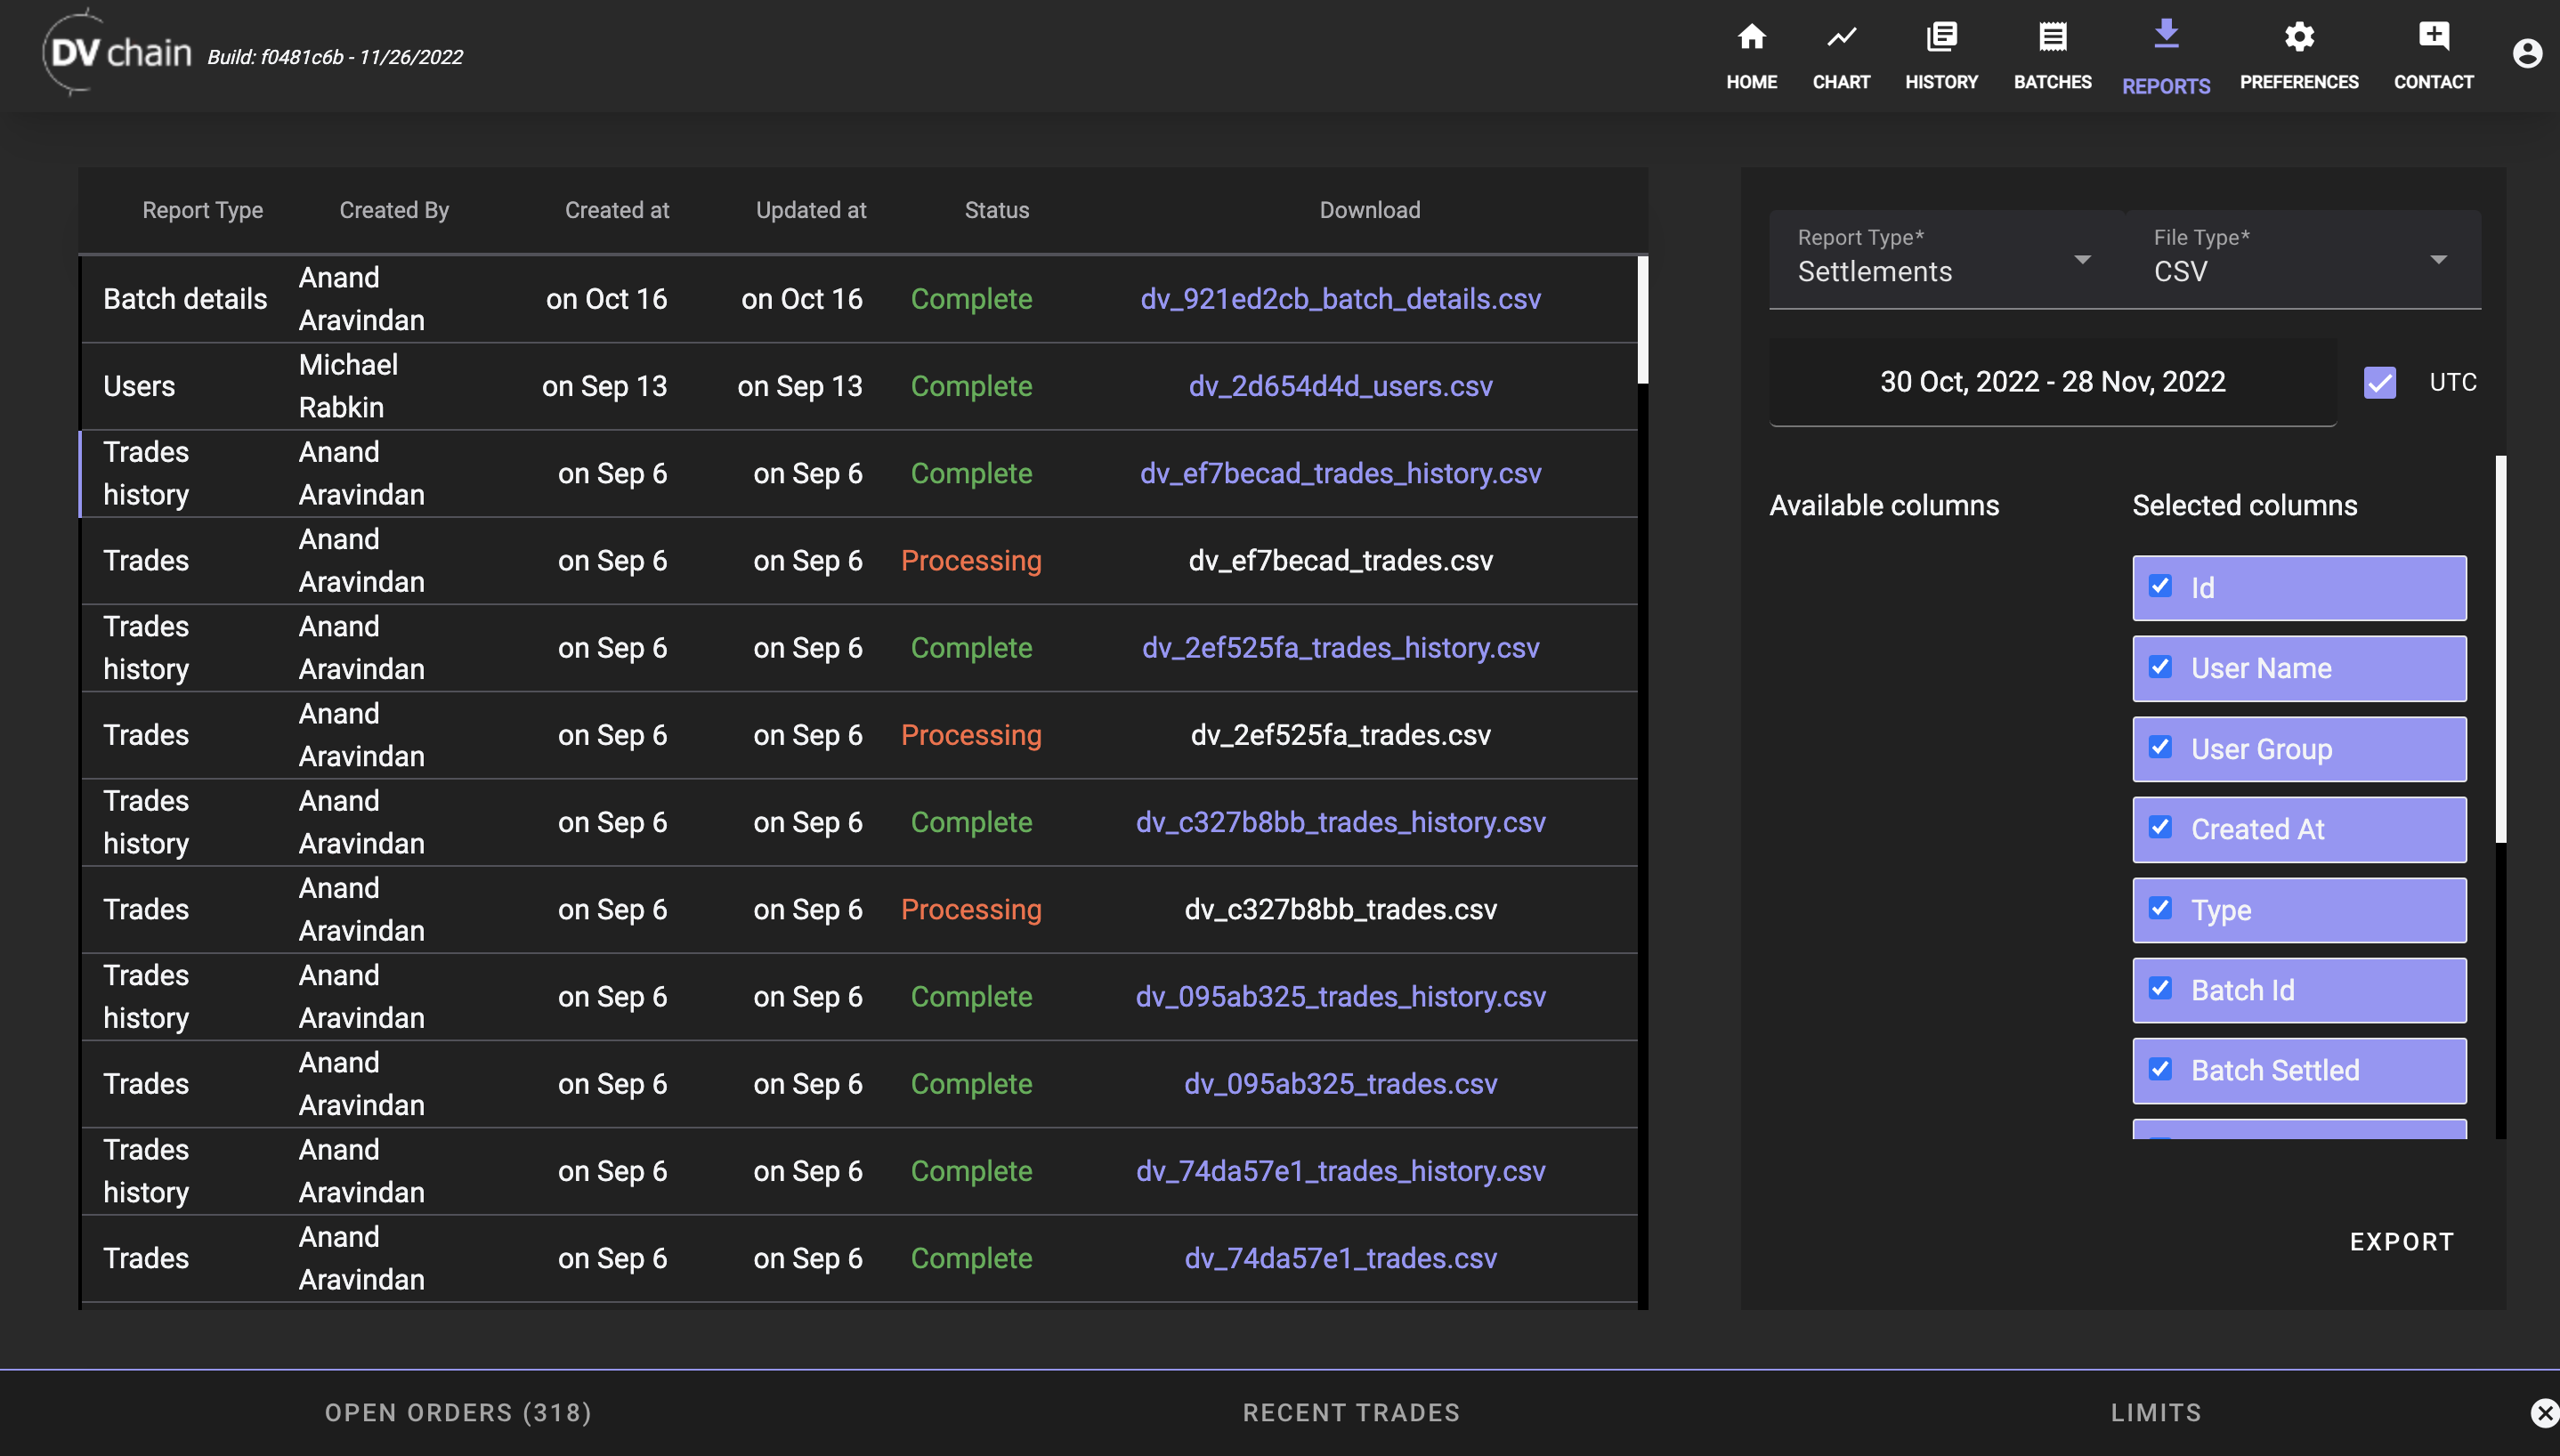 DV chain
Build: f0481c6b - 11/26/2022
HOME
CHART
HISTORY
BATCHES
REPORTS
PREFERENCES
CONTACT
Report Type Created By Created at Updated at Status Download
Batch details Anand Aravindan on Oct 16 on Oct 16 Complete dv_921ed2cb_batch_details.csv
Users Michael Rabkin on Sep 13 on Sep 13 Complete dv_2d654d4d_users.csv
Trades history Anand Aravindan on Sep 6 on Sep 6 Complete dv_ef7becad_trades_history.csv
Trades Anand Aravindan on Sep 6 on Sep 6 Processing dv_ef7becad_trades.csv
Trades history Anand Aravindan on Sep 6 on Sep 6 Complete dv_2ef525fa_trades_history.csv
Trades Anand Aravindan on Sep 6 on Sep 6 Processing dv_2ef525fa_trades.csv
Trades history Anand Aravindan on Sep 6 on Sep 6 Complete dv_c327b8bb_trades_history.csv
Trades Anand Aravindan on Sep 6 on Sep 6 Processing dv_c327b8bb_trades.csv
Trades history Anand Aravindan on Sep 6 on Sep 6 Complete dv_095ab325_trades_history.csv
Trades Anand Aravindan on Sep 6 on Sep 6 Complete dv_095ab325_trades.csv
Trades history Anand Aravindan on Sep 6 on Sep 6 Complete dv_74da57e1_trades_history.csv
Trades Anand Aravindan on Sep 6 on Sep 6 Complete dv_74da57e1_trades.csv
Report Type*
Settlements
File Type*
CSV
30 Oct, 2022 - 28 Nov, 2022
UTC
Available columns
Selected columns
Id
User Name
User Group
Created At
Type
Batch Id
Batch Settled
EXPORT
OPEN ORDERS (318)
RECENT TRADES
LIMITS